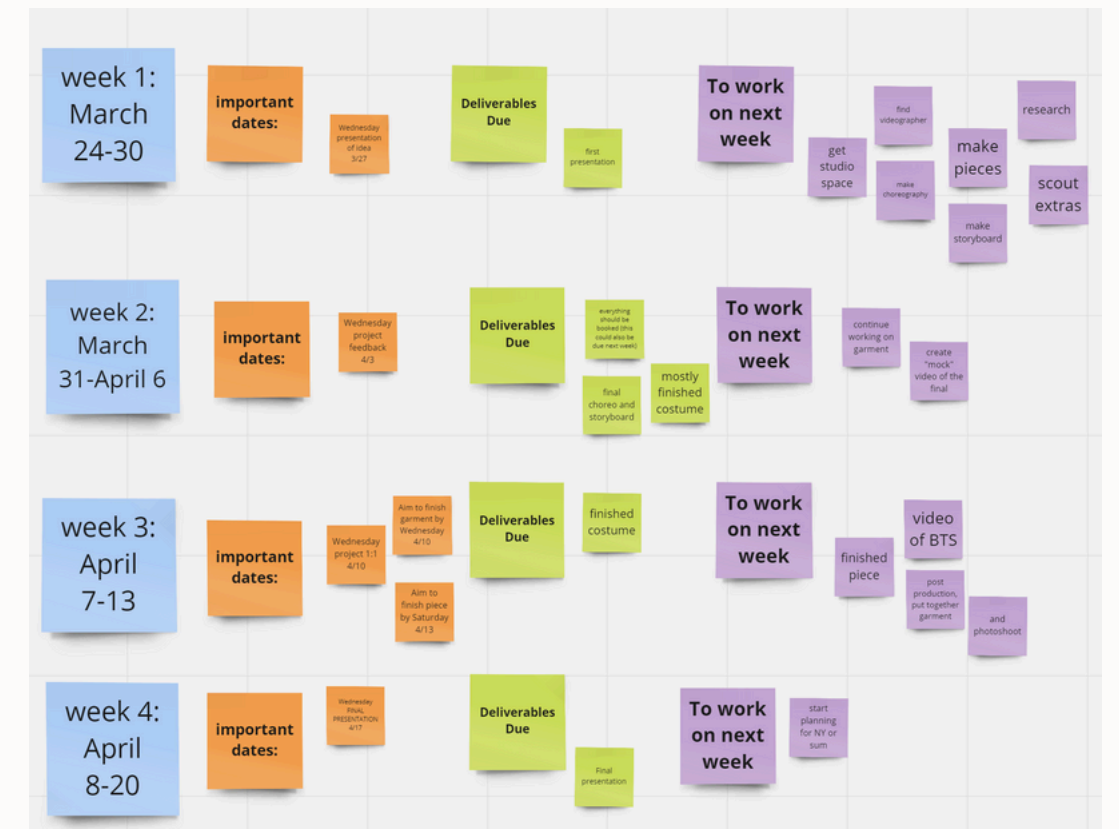 week 1:
March
24-30
important
dates:
Wednesday
presentation
of idea
3/27
Deliverables
Due
first
presentation
To work
on next
week
get
studio
space
find
videographer
make
choreography
make
pieces
make
storyboard
research
scout
extras
week 2:
March
31-April 6
important
dates:
Wednesday
project
feedback
4/3
Deliverables
Due
everything
should be
booked (this
could also be
due next week)
final
choreo and
storyboard
mostly
finished
costume
To work
on next
week
continue
working on
garment
create
"mock"
video of the
final
week 3:
April
7-13
important
dates:
Wednesday
project 1:1
4/10
Aim to finish
garment by
Wednesday
4/10
Aim to
finish piece
by Saturday
4/13
Deliverables
Due
finished
costume
To work
on next
week
finished
piece
video
of BTS
post
production,
put together
garment
and
photoshoot
week 4:
April
8-20
important
dates:
Wednesday
FINAL
PRESENTATION
4/17
Deliverables
Due
Final
presentation
To work
on next
week
start
planning
for NY or
sum